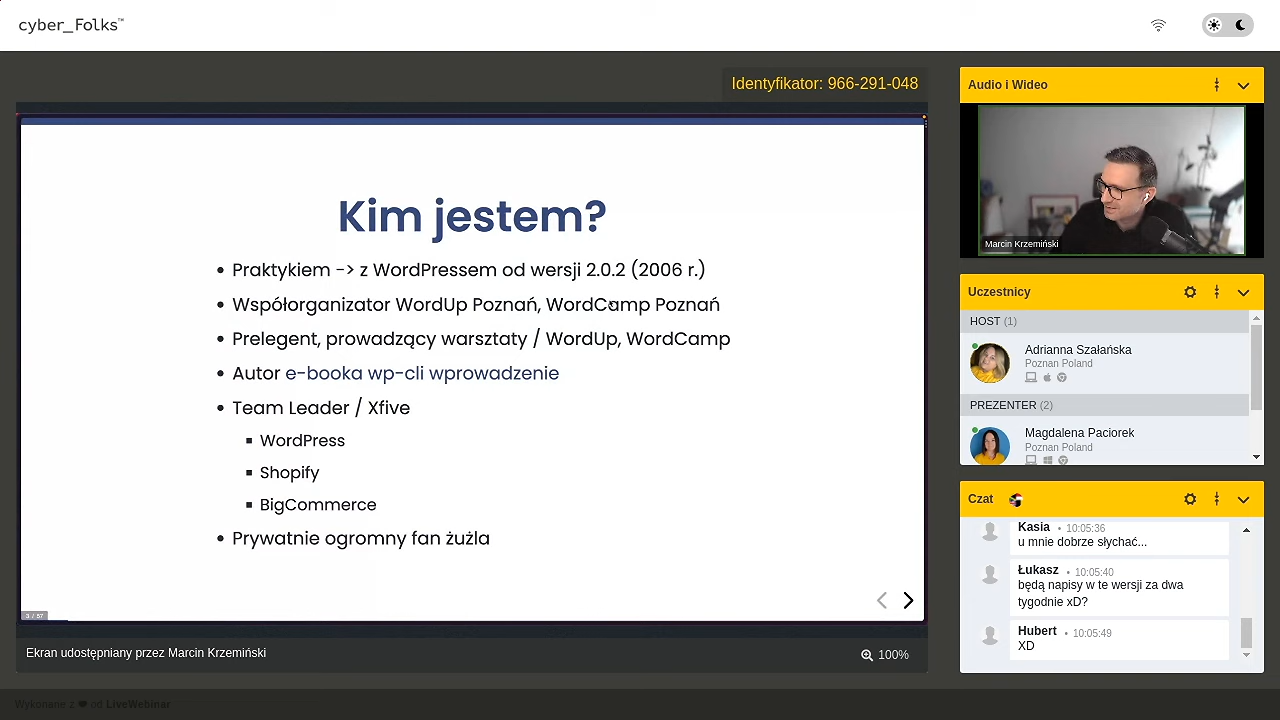 cyber_Folks™
Identyfikator: 966-291-048
Kim jestem?
Praktykiem -> z WordPressem od wersji 2.0.2 (2006 r.)
Współorganizator WordUp Poznań, WordCamp Poznań
Prelegent, prowadzący warsztaty / WordUp, WordCamp
Autor e-booka wp-cli wprowadzenie
Team Leader / Xfive
WordPress
Shopify
BigCommerce
Prywatnie ogromny fan żużla
3 / 57
Ekran udostępniany przez Marcin Krzemiński
100%
Wykonane z ❤ od LiveWebinar
Audio i Wideo
Marcin Krzemiński
Uczestnicy
HOST (1)
Adrianna Szałańska
Poznan Poland
PREZENTER (2)
Magdalena Paciorek
Poznan Poland
Czat
Kasia • 10:05:36
u mnie dobrze słychać...
Łukasz • 10:05:40
będą napisy w te wersji za dwa
tygodnie xD?
Hubert • 10:05:49
XD